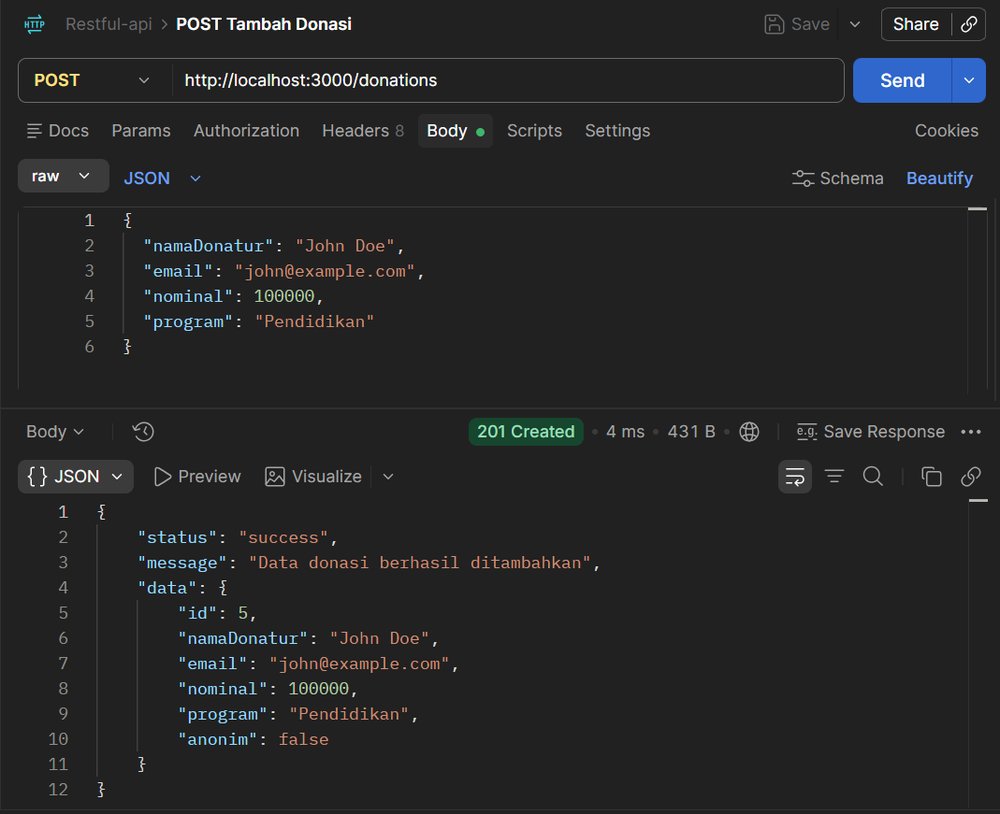 HTTP Restful-api > POST Tambah Donasi Save Share
POST http://localhost:3000/donations Send
Docs Params Authorization Headers 8 Body Scripts Settings Cookies
raw JSON Schema Beautify
1 {
2 "namaDonatur": "John Doe",
3 "email": "john@example.com",
4 "nominal": 100000,
5 "program": "Pendidikan"
6 }
Body 201 Created • 4 ms • 431 B • e.g. Save Response
{} JSON Preview Visualize
1 {
2 "status": "success",
3 "message": "Data donasi berhasil ditambahkan",
4 "data": {
5 "id": 5,
6 "namaDonatur": "John Doe",
7 "email": "john@example.com",
8 "nominal": 100000,
9 "program": "Pendidikan",
10 "anonim": false
11 }
12 }